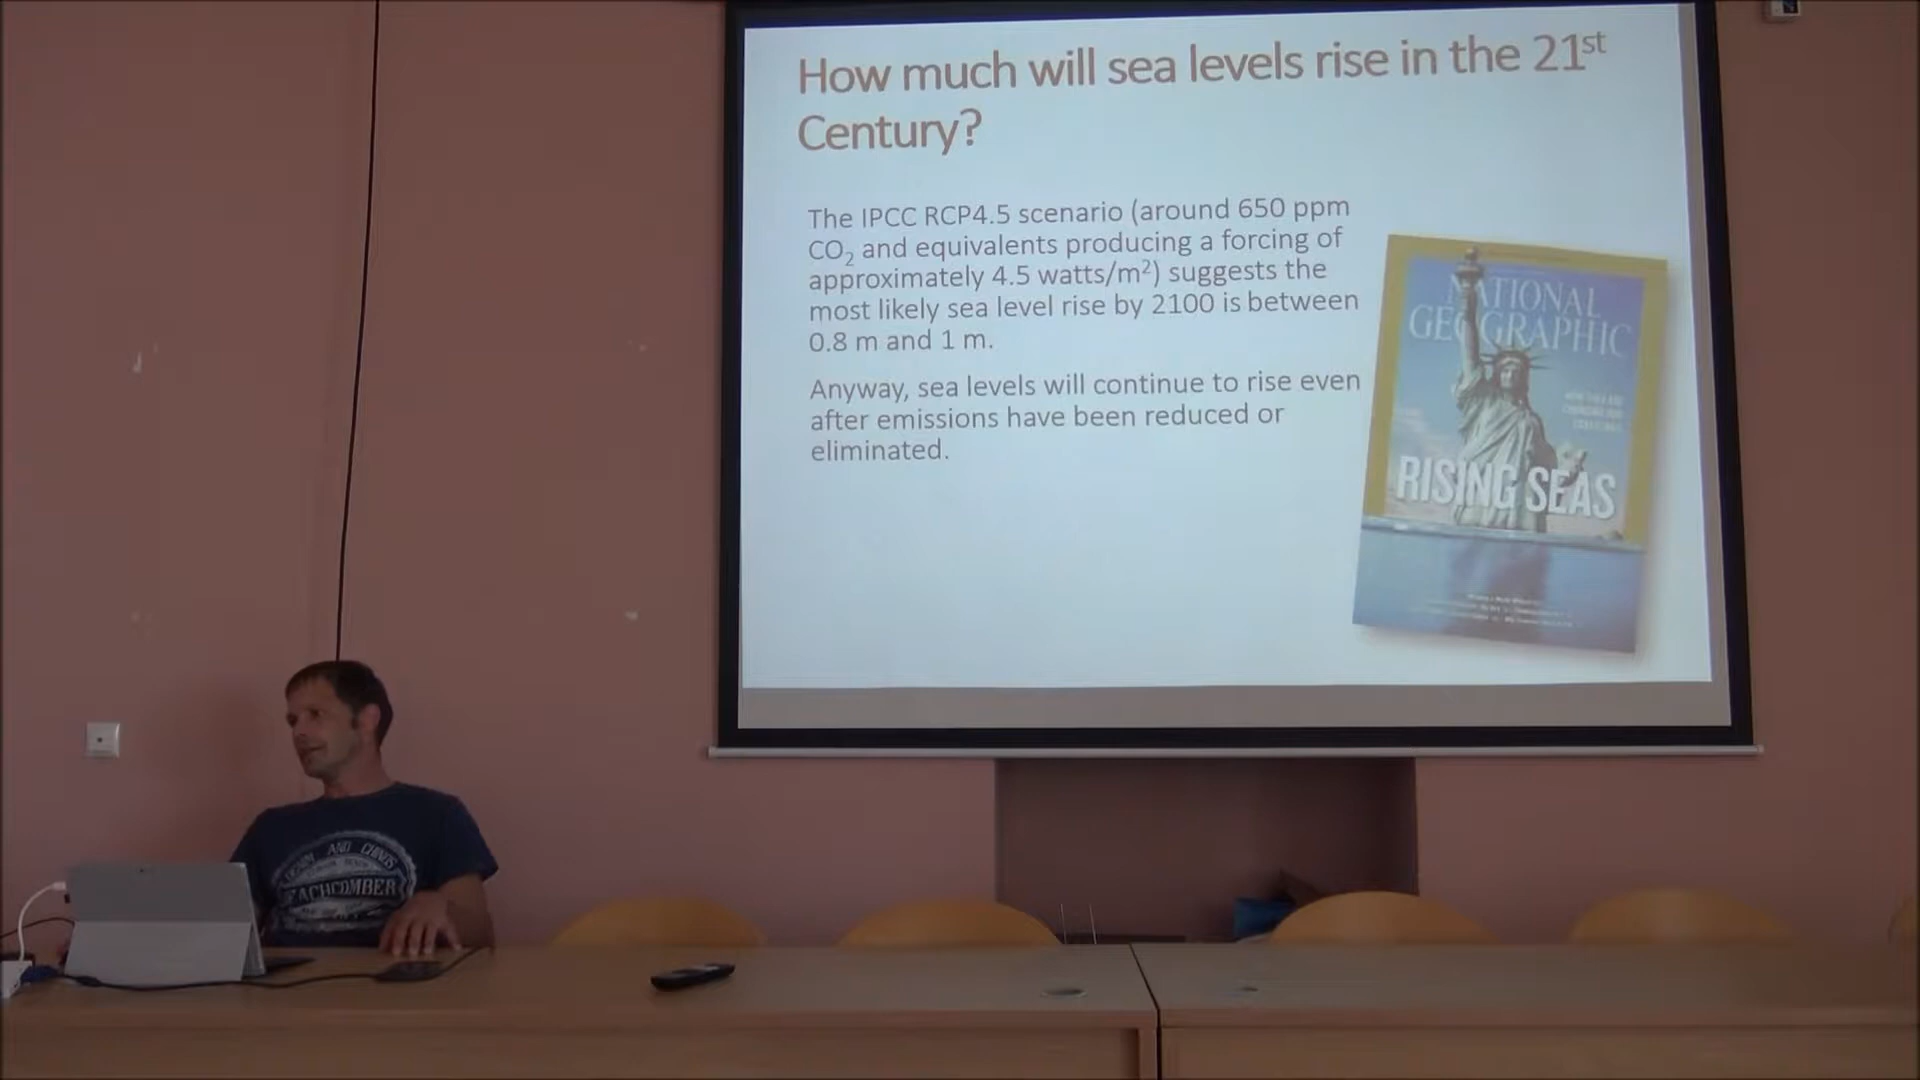 How much will sea levels rise in the 21st
Century?
The IPCC RCP4.5 scenario (around 650 ppm
CO2 and equivalents producing a forcing of
approximately 4.5 watts/m²) suggests the
most likely sea level rise by 2100 is between
0.8 m and 1 m.
Anyway, sea levels will continue to rise even
after emissions have been reduced or
eliminated.
NATIONAL
GEOGRAPHIC
RISING SEAS
AND CHINOS
EACHCOMBER